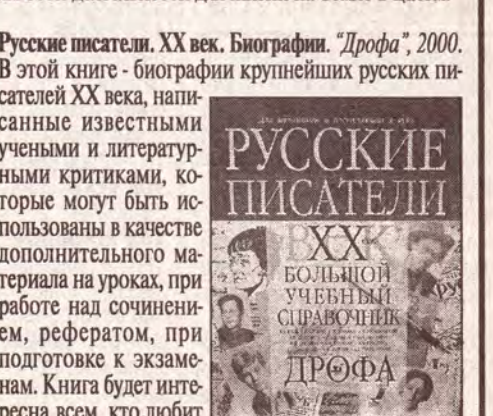 Русские писатели. XX век. Биографии. "Дрофа", 2000.
В этой книге - биографии крупнейших русских пи-
сателей XX века, напи-
санные известными
учеными и литератур-
ными критиками, ко-
торые могут быть ис-
пользованы в качестве
дополнительного ма-
териала на уроках, при
работе над сочинени-
ем, рефератом, при
подготовке к экзаме-
нам. Книга будет инте-
ресна всем, кто любит
РУССКИЕ
ПИСАТЕЛИ
XX
БОЛЬШОЙ
УЧЕБНЫЙ
СПРАВОЧНИК
ДРОФА